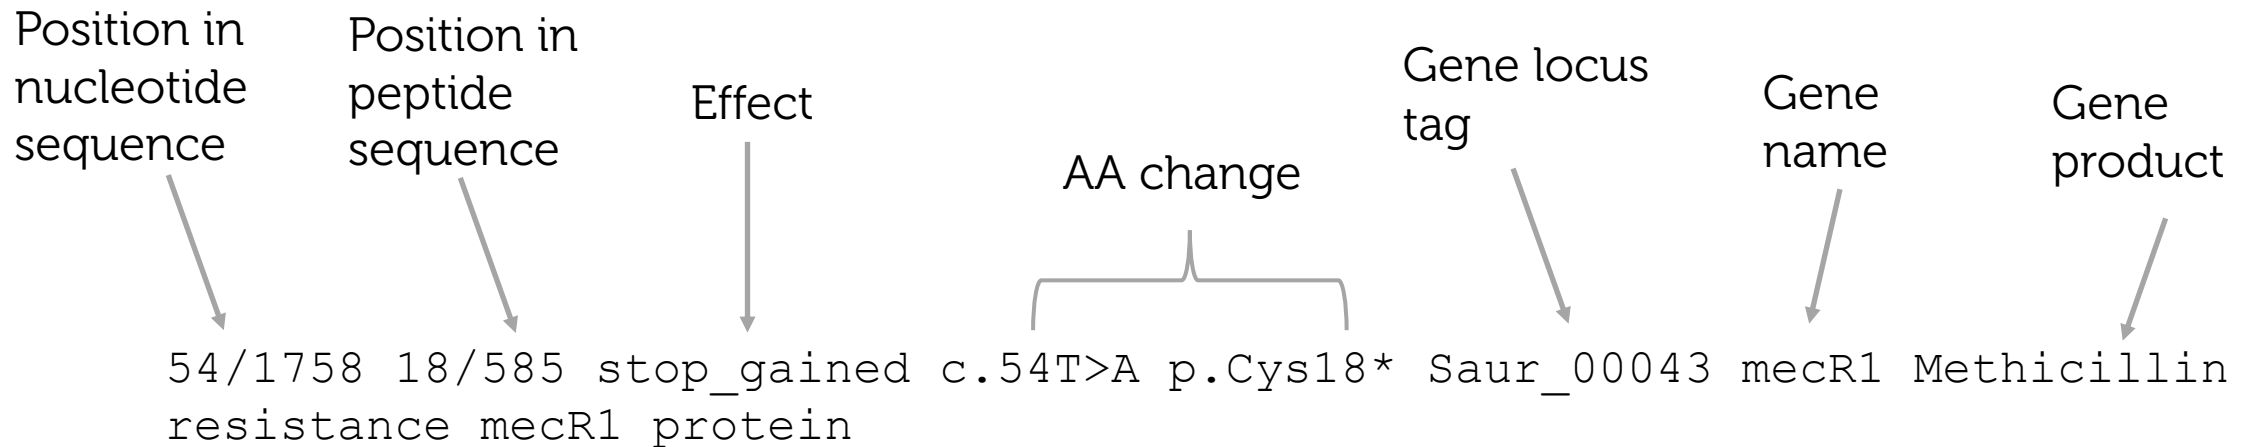 Position in
nucleotide
sequence
Position in
peptide
sequence
Effect
AA change
Gene locus
tag
Gene
name
Gene
product
54/1758 18/585 stop_gained c.54T>A p.Cys18* Saur_00043 mecR1 Methicillin
resistance mecR1 protein